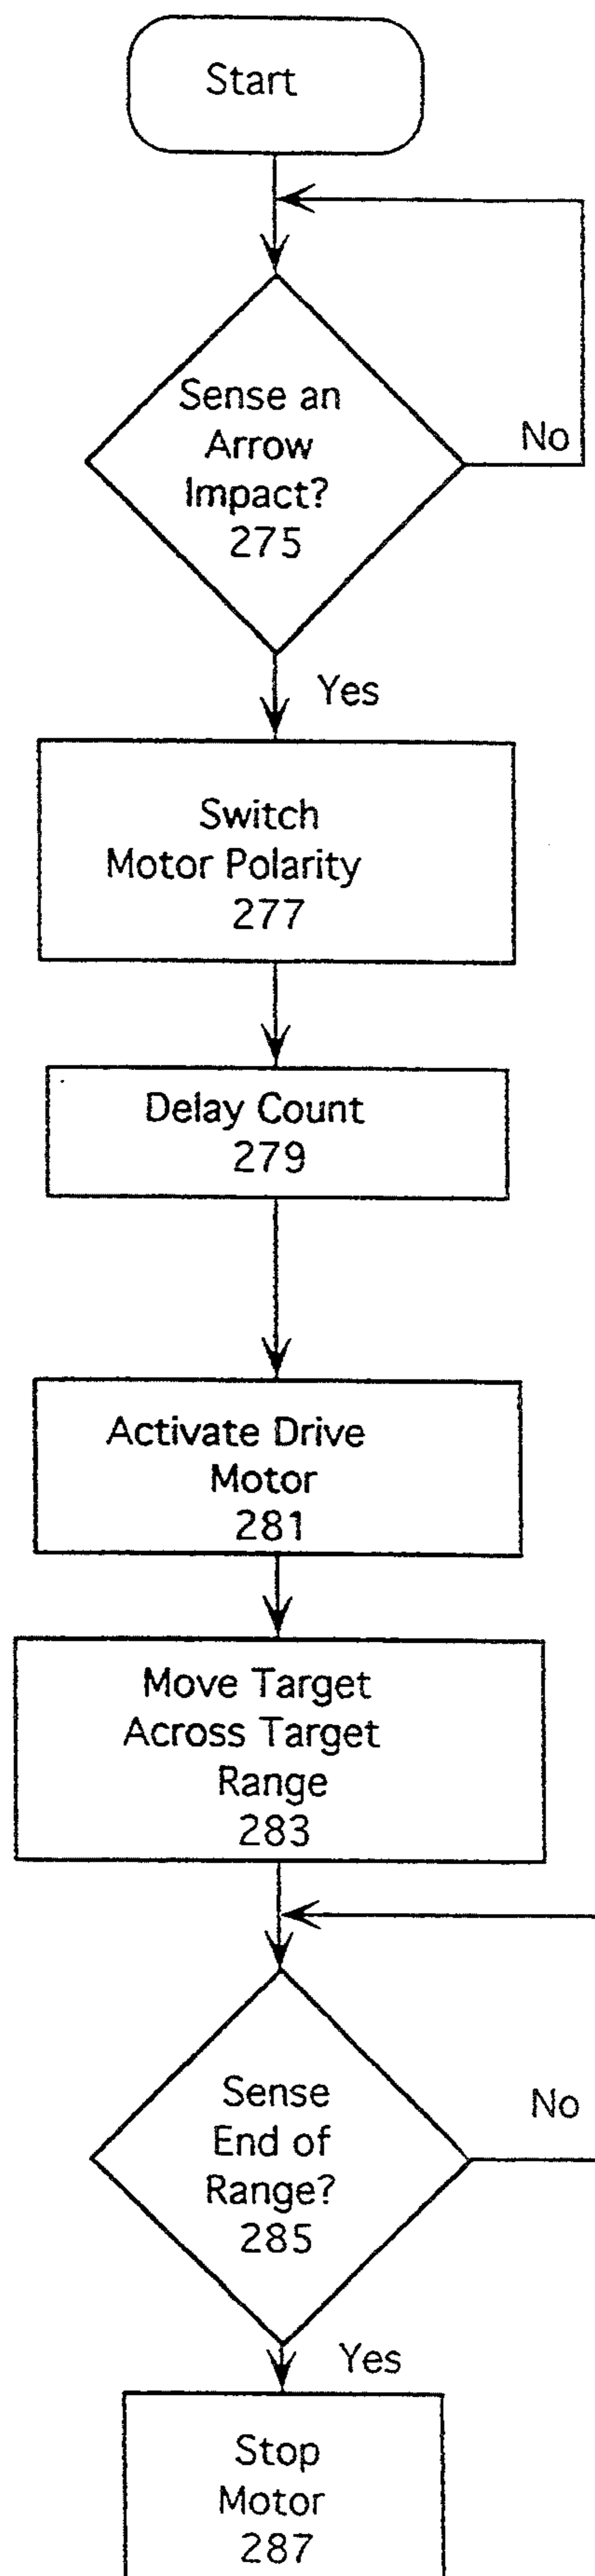 Start
Sense an
Arrow
Impact?
275
No
Yes
Switch
Motor Polarity
277
Delay Count
279
Activate Drive
Motor
281
Move Target
Across Target
Range
283
Sense
End of
Range?
285
No
Yes
Stop
Motor
287